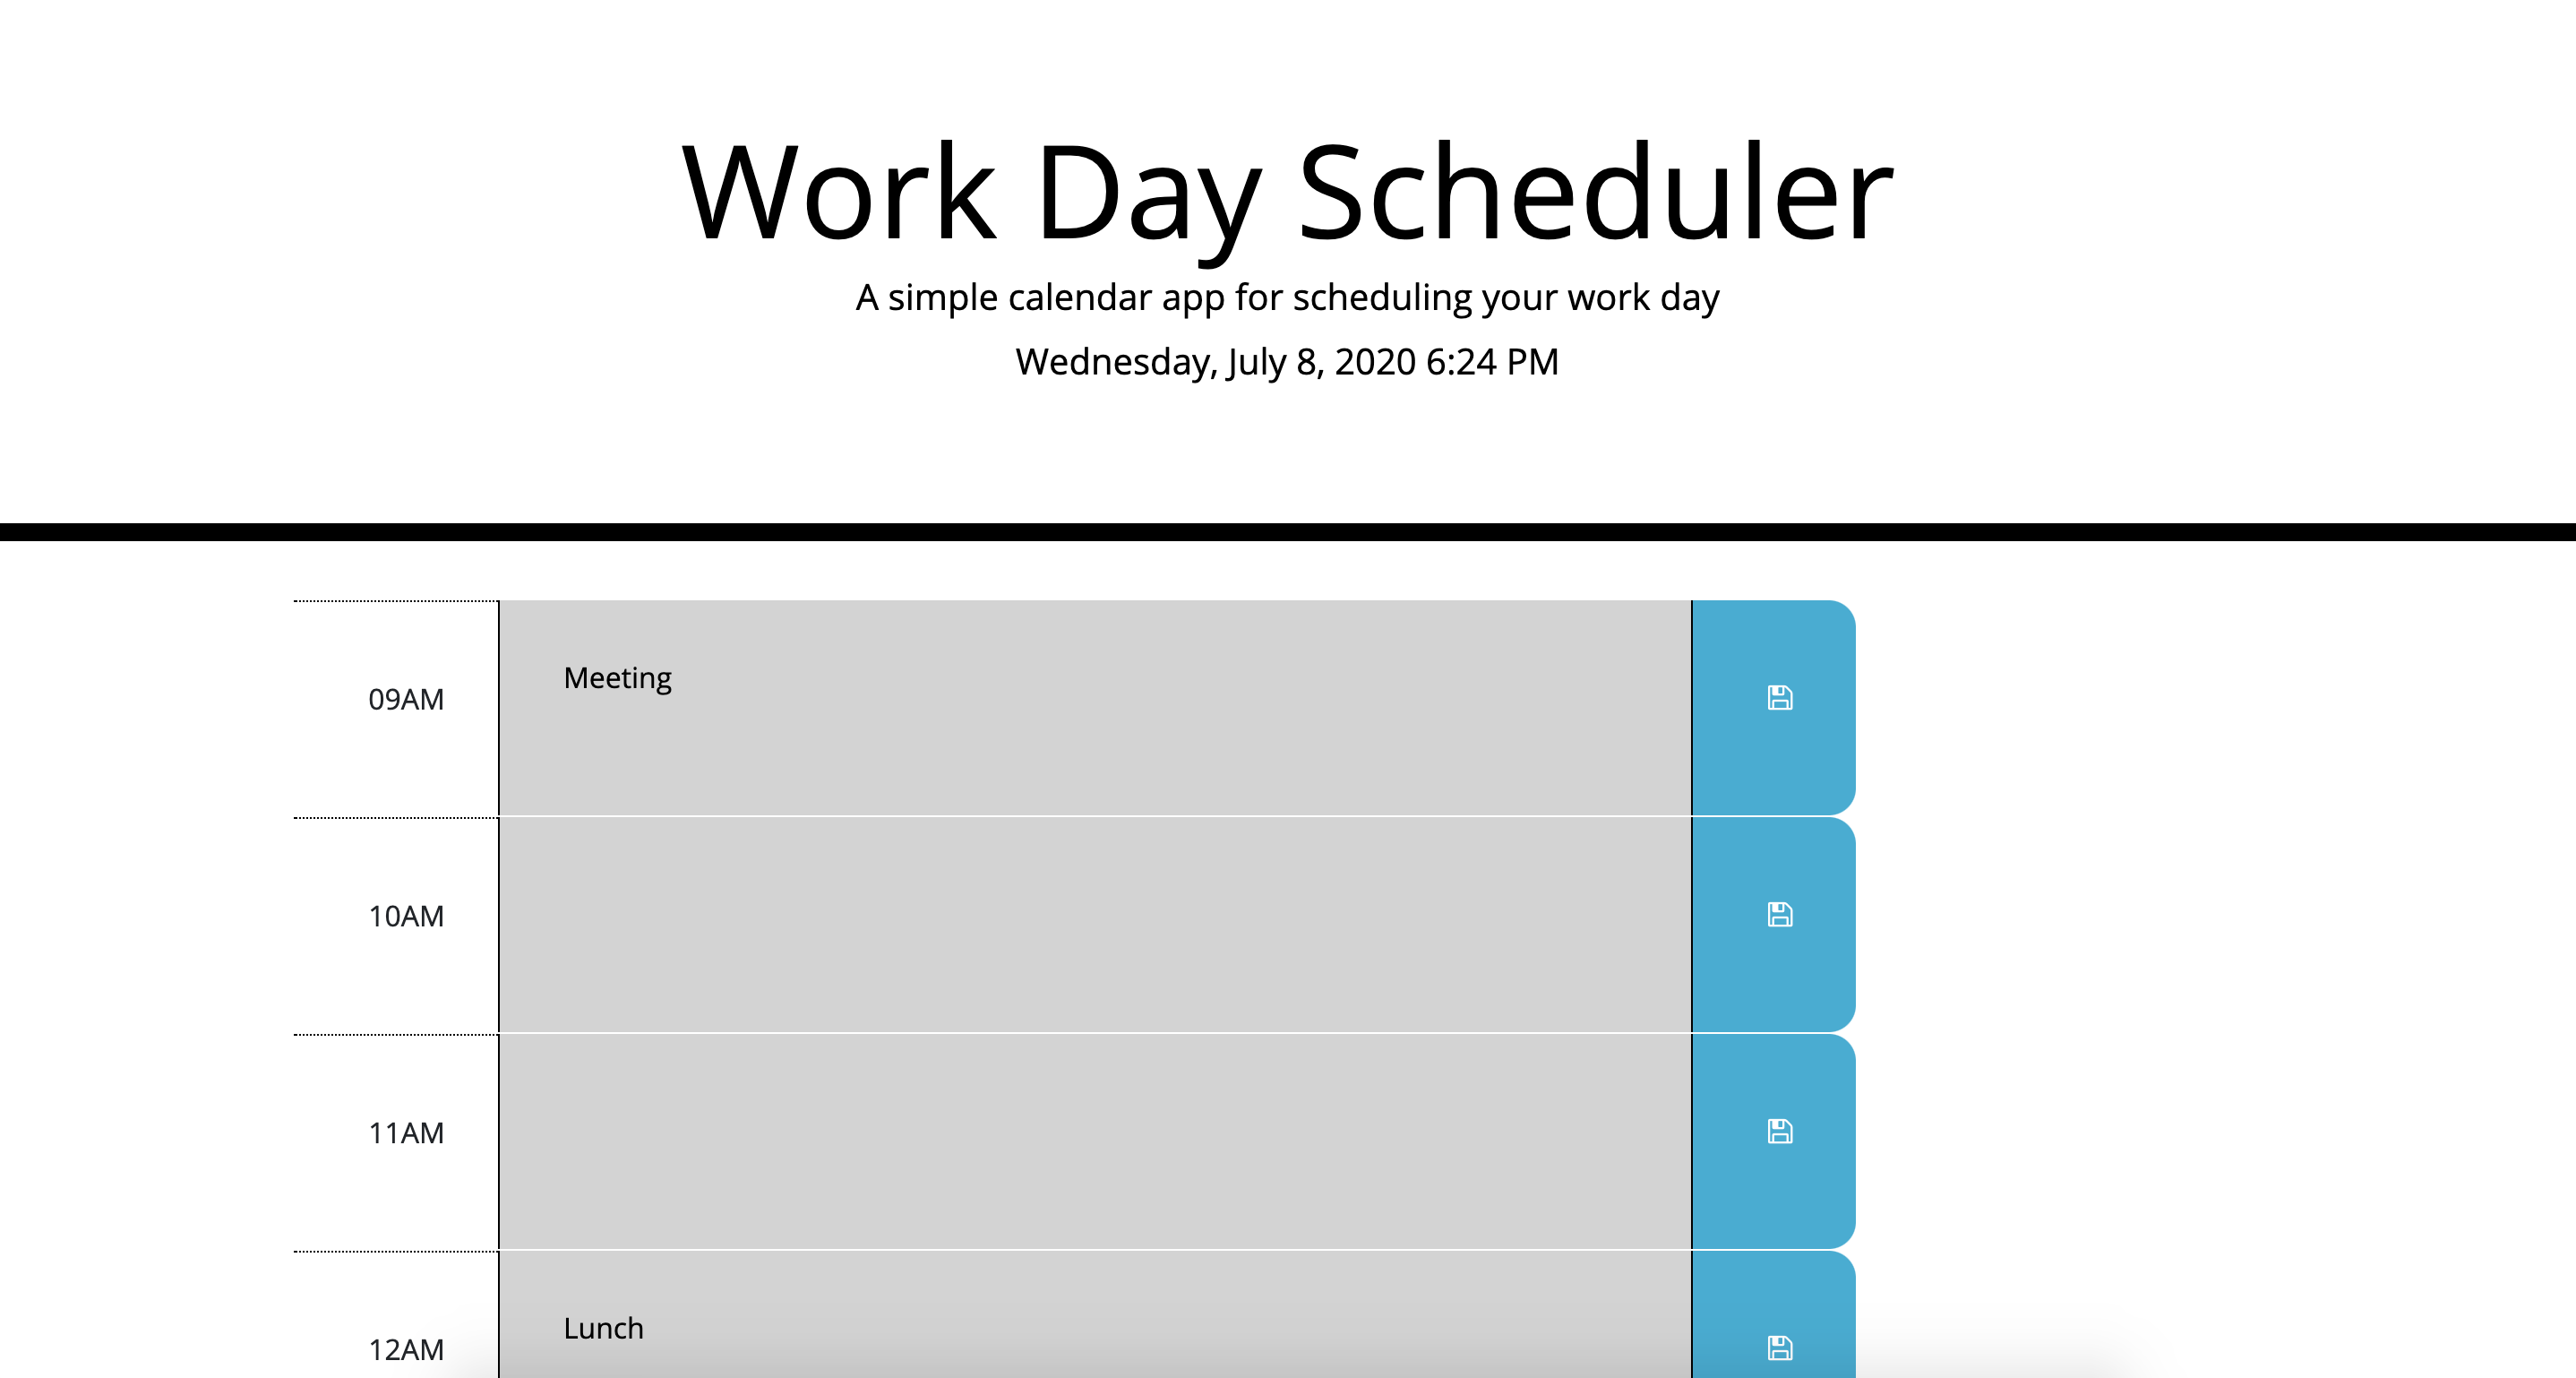 Work Day Scheduler
A simple calendar app for scheduling your work day
Wednesday, July 8, 2020 6:24 PM
09AM
Meeting
10AM
11AM
12AM
Lunch